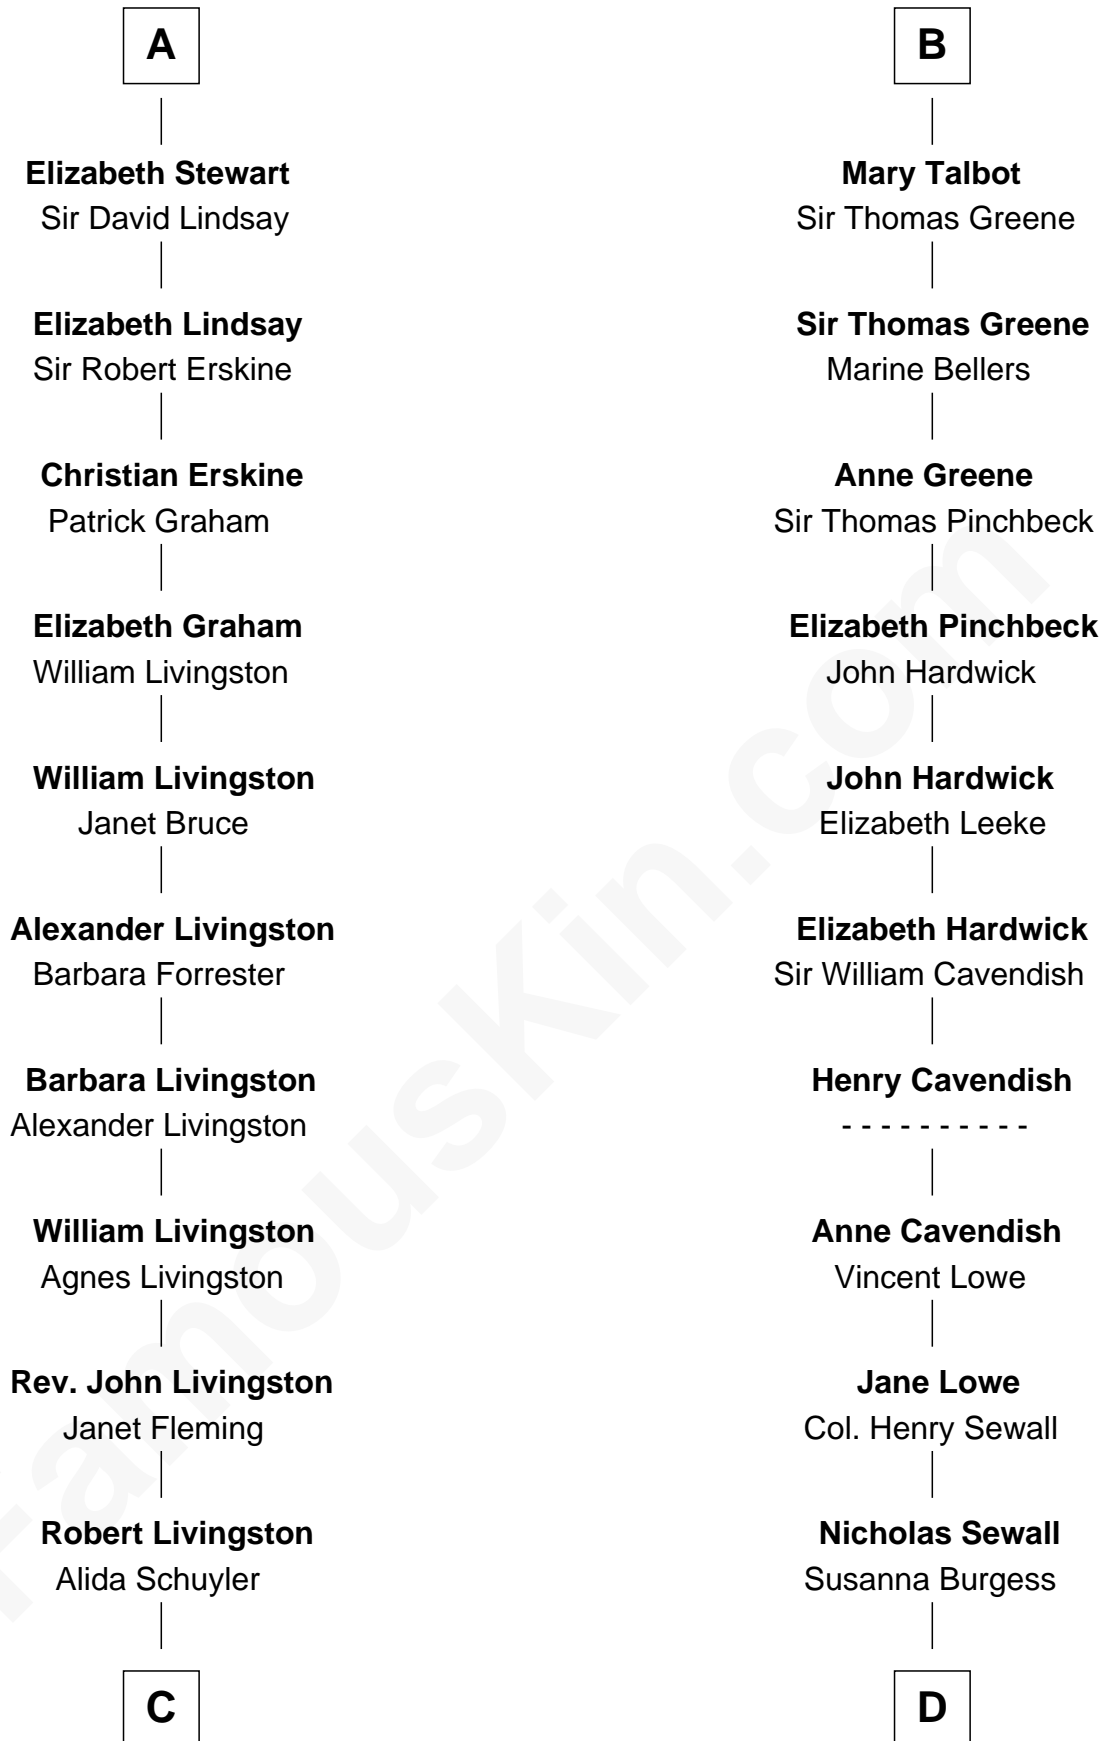 A
Elizabeth Stewart
Sir David Lindsay
Elizabeth Lindsay
Sir Robert Erskine
Christian Erskine
Patrick Graham
Elizabeth Graham
William Livingston
William Livingston
Janet Bruce
Alexander Livingston
Barbara Forrester
Barbara Livingston
Alexander Livingston
William Livingston
Agnes Livingston
Rev. John Livingston
Janet Fleming
Robert Livingston
Alida Schuyler
C
B
Mary Talbot
Sir Thomas Greene
Sir Thomas Greene
Marine Bellers
Anne Greene
Sir Thomas Pinchbeck
Elizabeth Pinchbeck
John Hardwick
John Hardwick
Elizabeth Leeke
Elizabeth Hardwick
Sir William Cavendish
Henry Cavendish
- - - - - - - - - -
Anne Cavendish
Vincent Lowe
Jane Lowe
Col. Henry Sewall
Nicholas Sewall
Susanna Burgess
D
FamousKin.com